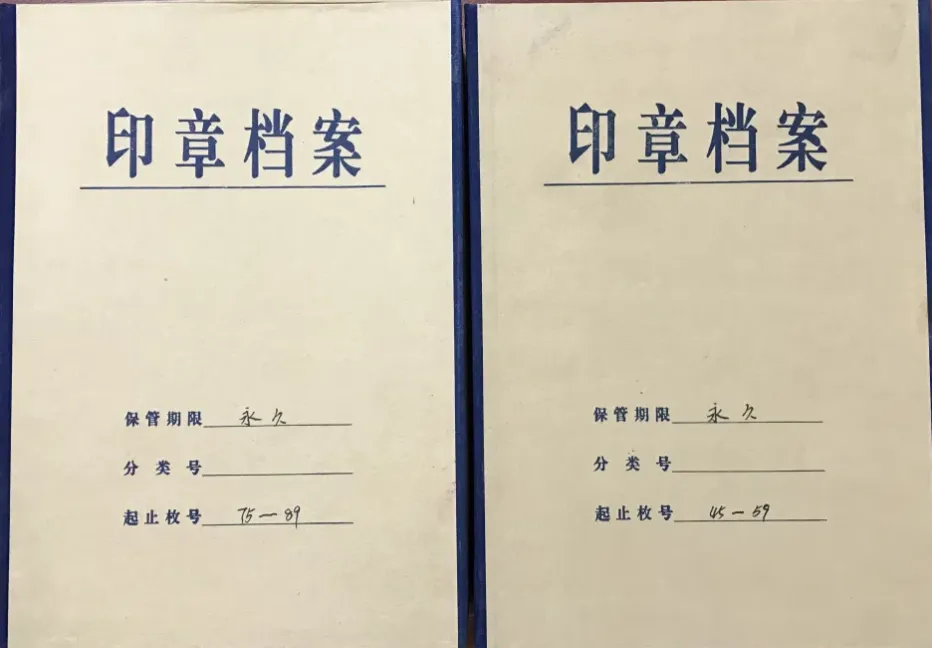 印章档案
保管期限 永久
分类号
起止枚号 75—89
印章档案
保管期限 永久
分类号
起止枚号 45—59